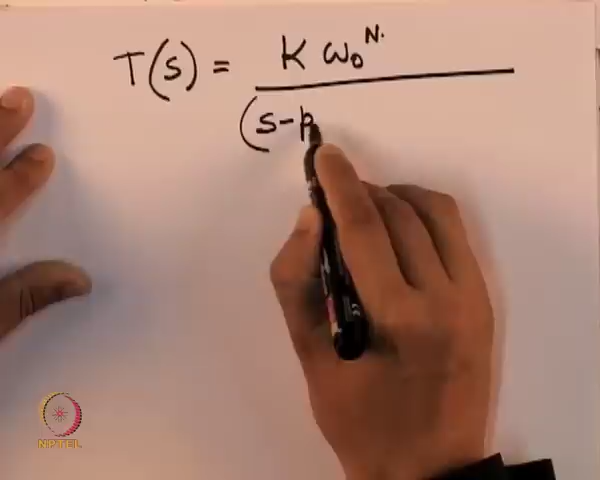 T(s) = K ω₀ᴺ·
(s-p
NPTEL